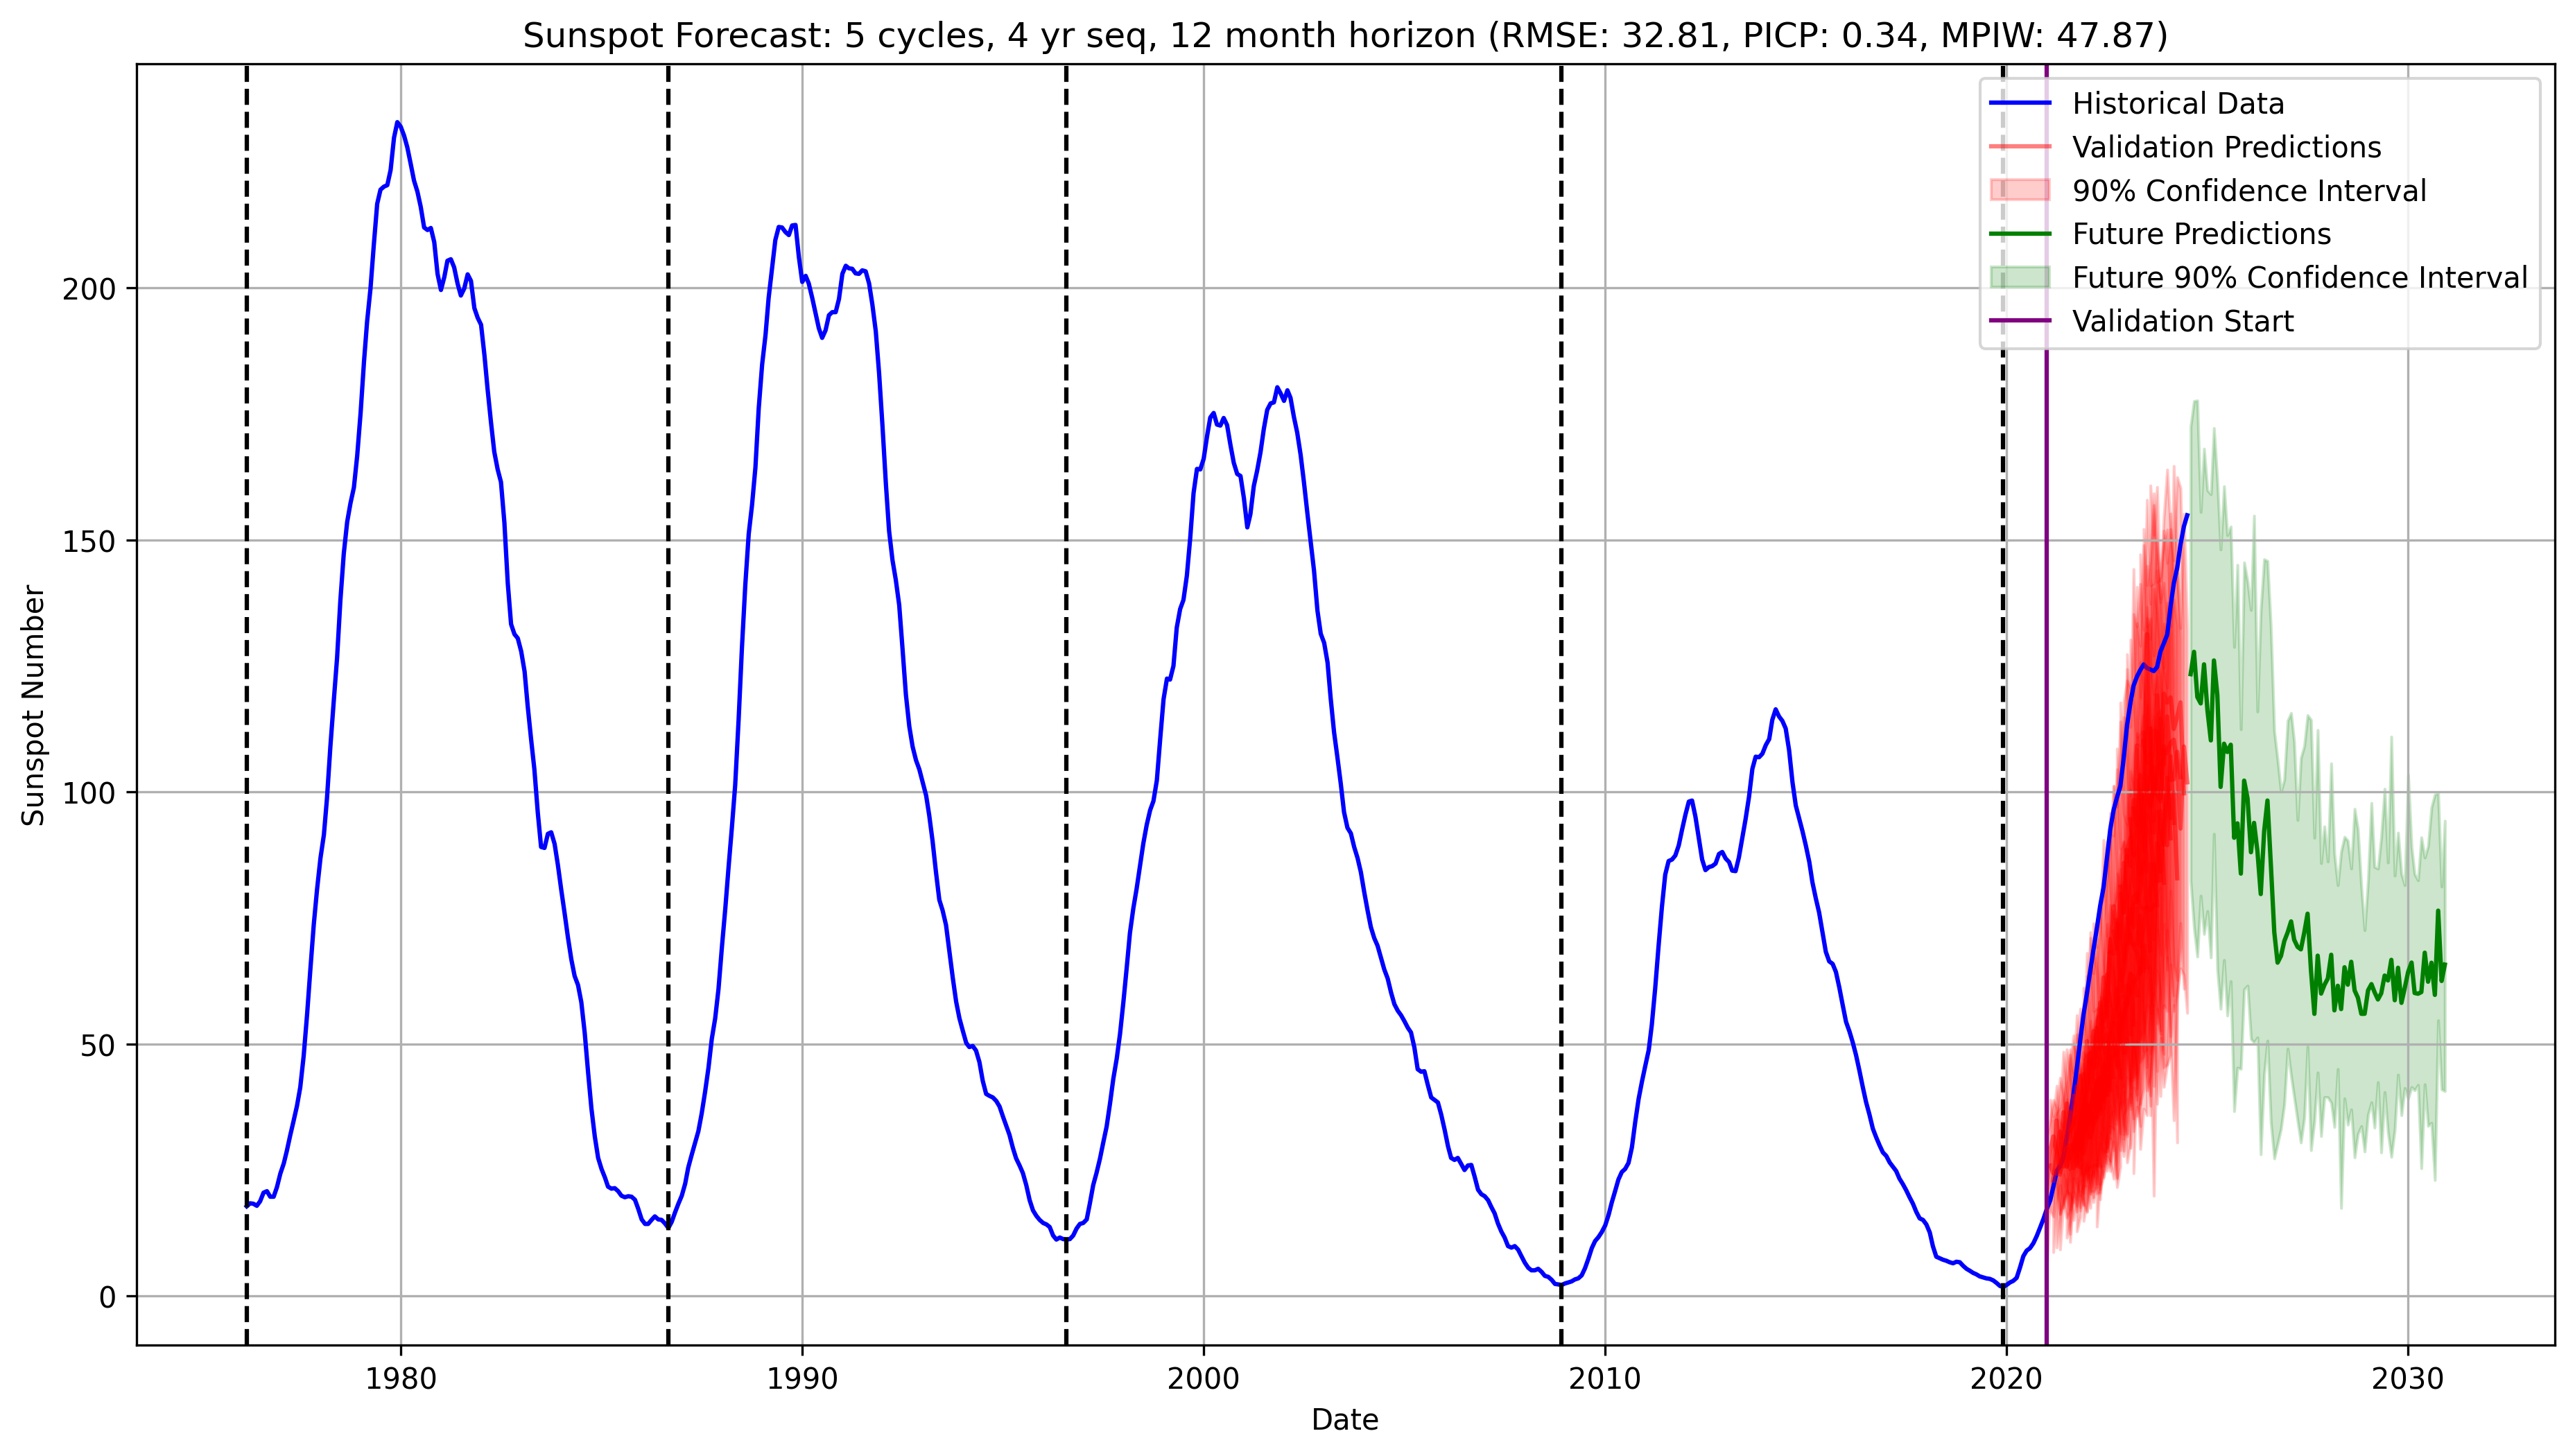 Sunspot Forecast: 5 cycles, 4 yr seq, 12 month horizon (RMSE: 32.81, PICP: 0.34, MPIW: 47.87)
Historical Data
Validation Predictions
90% Confidence Interval
Future Predictions
Future 90% Confidence Interval
Validation Start
Sunspot Number
200
150
100
50
0
1980
1990
2000
2010
2020
2030
Date